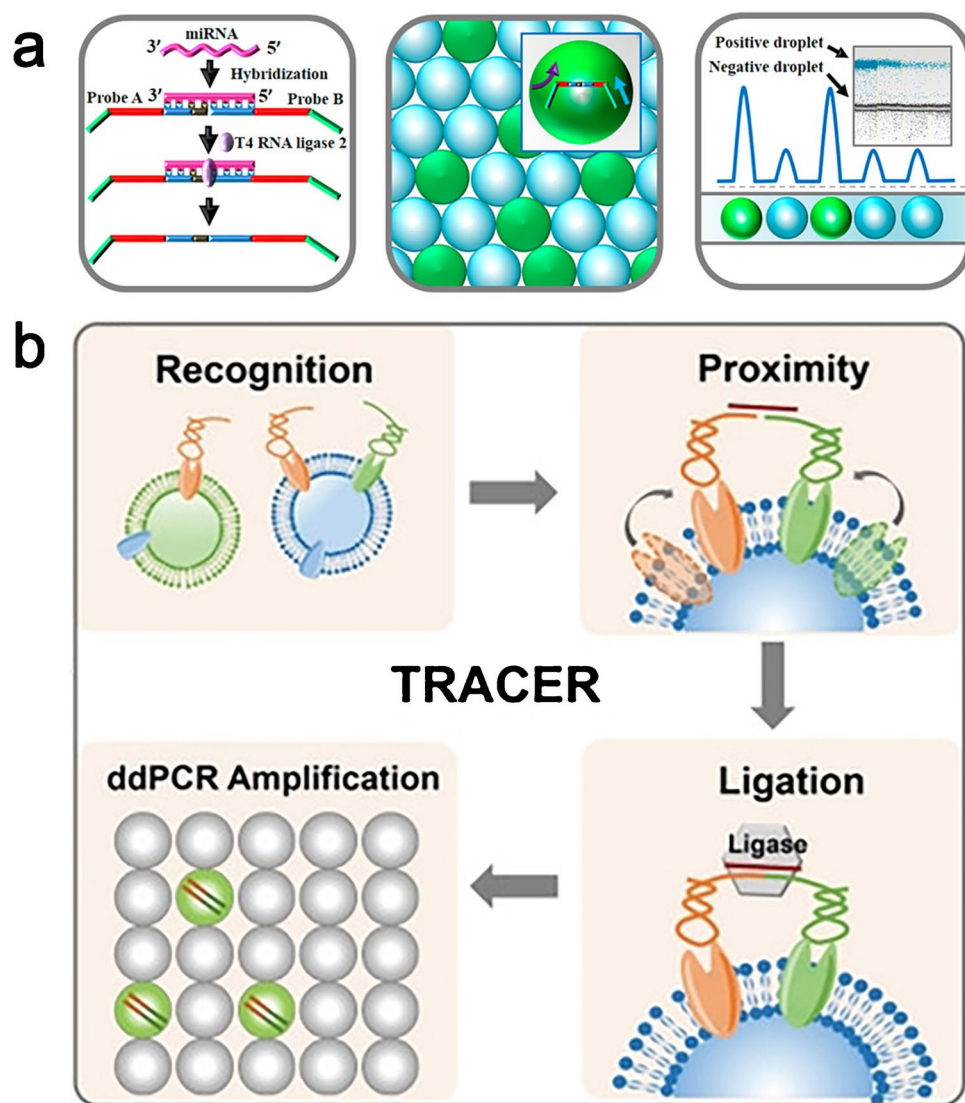 a
miRNA
3′ 5′
Hybridization
Probe A 3′ 5′ Probe B
T4 RNA ligase 2
Positive droplet
Negative droplet
b
Recognition
Proximity
TRACER
ddPCR Amplification
Ligation
Ligase